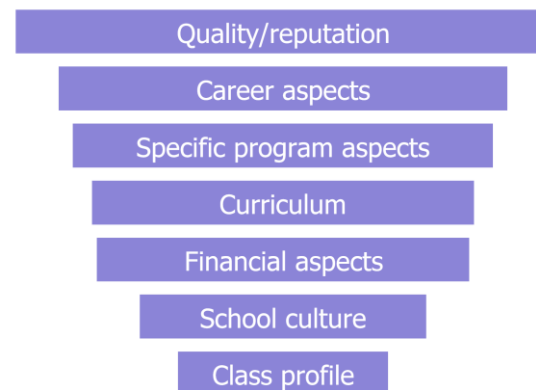 Quality/reputation
Career aspects
Specific program aspects
Curriculum
Financial aspects
School culture
Class profile